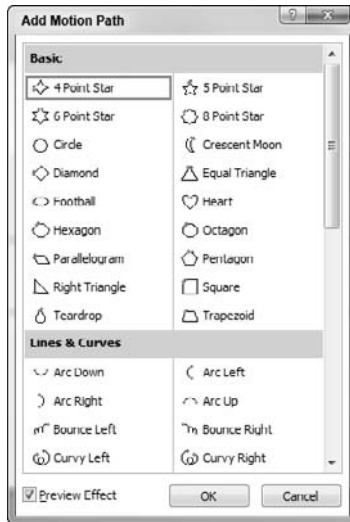 Add Motion Path
Basic
4 Point Star 5 Point Star
6 Point Star 8 Point Star
Circle Crescent Moon
Diamond Equal Triangle
Football Heart
Hexagon Octagon
Parallelogram Pentagon
Right Triangle Square
Teardrop Trapezoid
Lines & Curves
Arc Down Arc Left
Arc Right Arc Up
Bounce Left Bounce Right
Curvy Left Curvy Right
Preview Effect OK Cancel